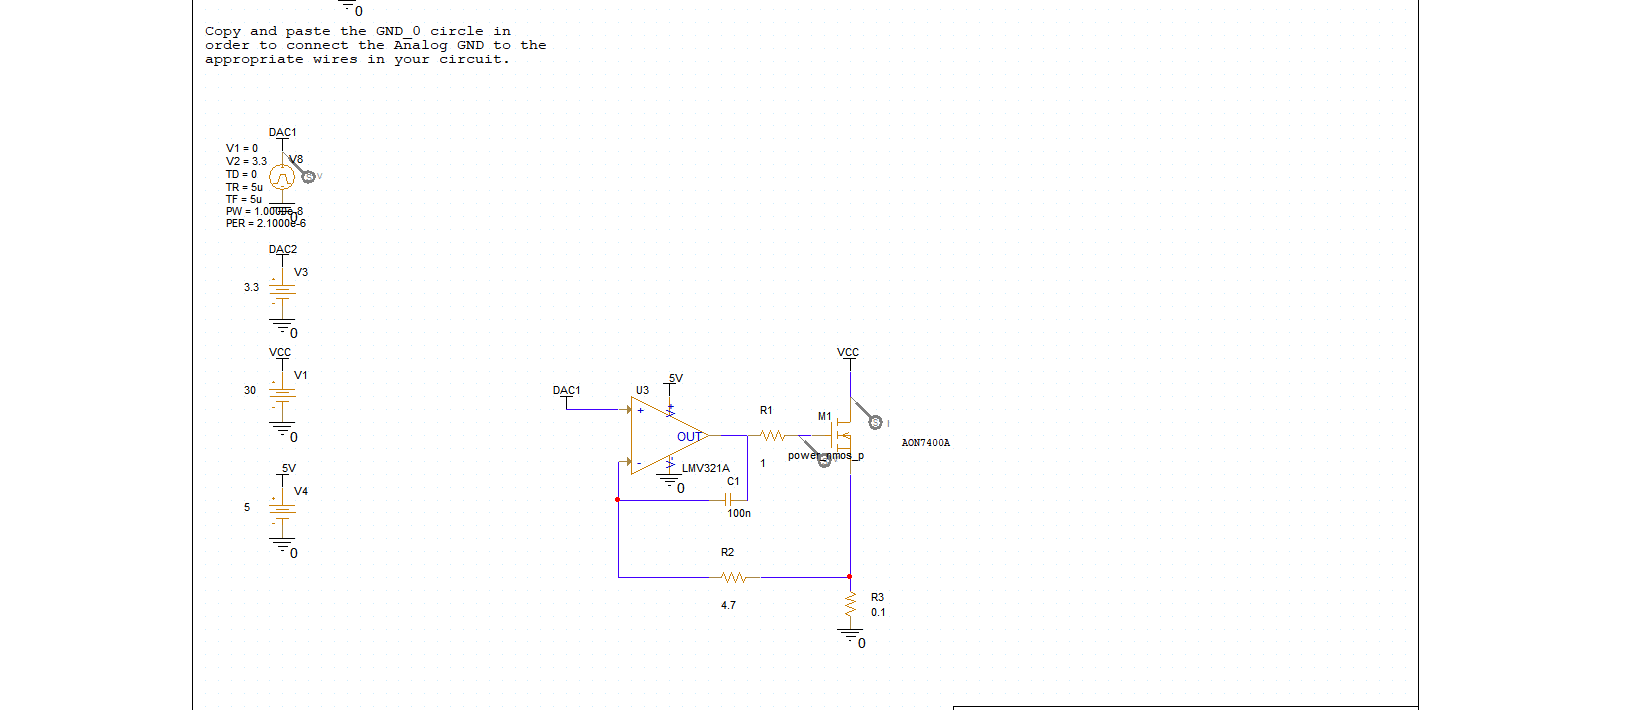 0
Copy and paste the GND_0 circle in
order to connect the Analog GND to the
appropriate wires in your circuit.
DAC1
V1 = 0
V8
V2 = 3.3
V
TD = 0
TR = 5u
TF = 5u
PW = 1.0000e-8
0
PER = 2.1000e-6
DAC2
V3
3.3
0
VCC
V1
30
0
5V
V4
5
0
DAC1
U3
5V
+
OUT
-
LMV321A
0
R1
1
C1
100n
R2
4.7
VCC
M1
I
AON7400A
power_nmos_p
R3
0.1
0